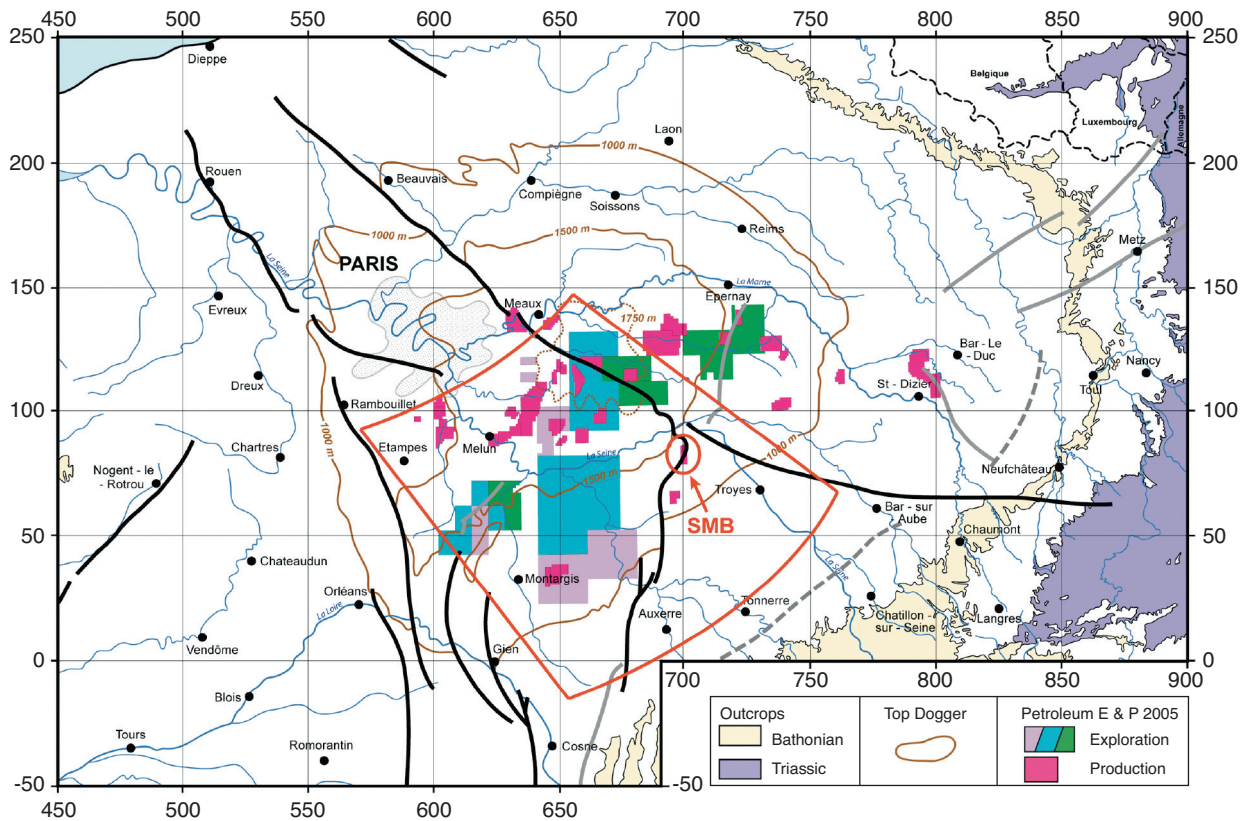 450 500 550 600 650 700 750 800 850 900
250
200
150
100
50
0
-50
250
200
150
100
50
0
-50
450 500 550 600 650
700 750 800 850 900
Dieppe
Belgique
Luxembourg
Allemagne
Laon
1000 m
Rouen
Beauvais
Compiègne
Soissons
Reims
Metz
1000 m
1500 m
La Seine
PARIS
La Marne
Evreux
Meaux
Epernay
1750 m
Bar - Le
- Duc
Nancy
Toul
Dreux
St - Dizier
Rambouillet
1000 m
Chartres
Etampes
Melun
La Seine
1000 m
Nogent - le
- Rotrou
1500 m
Neufchâteau
Troyes
SMB
Bar - sur
Aube
Chaumont
Chateaudun
Montargis
La Seine
Orléans
La Loire
Auxerre
Tonnerre
Chatillon -
sur - Seine
Langres
Vendôme
Gien
Blois
Tours
Romorantin
Cosne
Outcrops
Bathonian
Triassic
Top Dogger
Petroleum E & P 2005
Exploration
Production